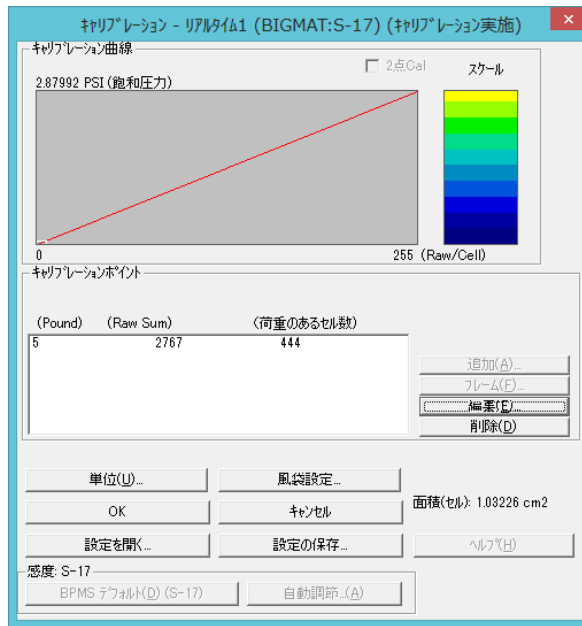 ｷｬﾘﾌﾞﾚｰｼｮﾝ - ﾘｱﾙﾀｲﾑ1 (BIGMAT:S-17) (ｷｬﾘﾌﾞﾚｰｼｮﾝ実施)
ｷｬﾘﾌﾞﾚｰｼｮﾝ曲線
2点Cal
スケール
2.87992 PSI (飽和圧力)
0
255 (Raw/Cell)
ｷｬﾘﾌﾞﾚｰｼｮﾝﾎﾟｲﾝﾄ
(Pound) (Raw Sum) (荷重のあるセル数)
5 2767 444
追加(A)...
フレーム(F)...
編集(E)...
削除(D)
単位(U)...
風袋設定...
OK
ｷｬﾝｾﾙ
面積(セル): 1.03226 cm2
設定を開く...
設定の保存...
ﾍﾙﾌﾟ(H)
感度: S-17
BPMS ﾃﾞﾌｫﾙﾄ(D) (S-17)
自動調節...(A)